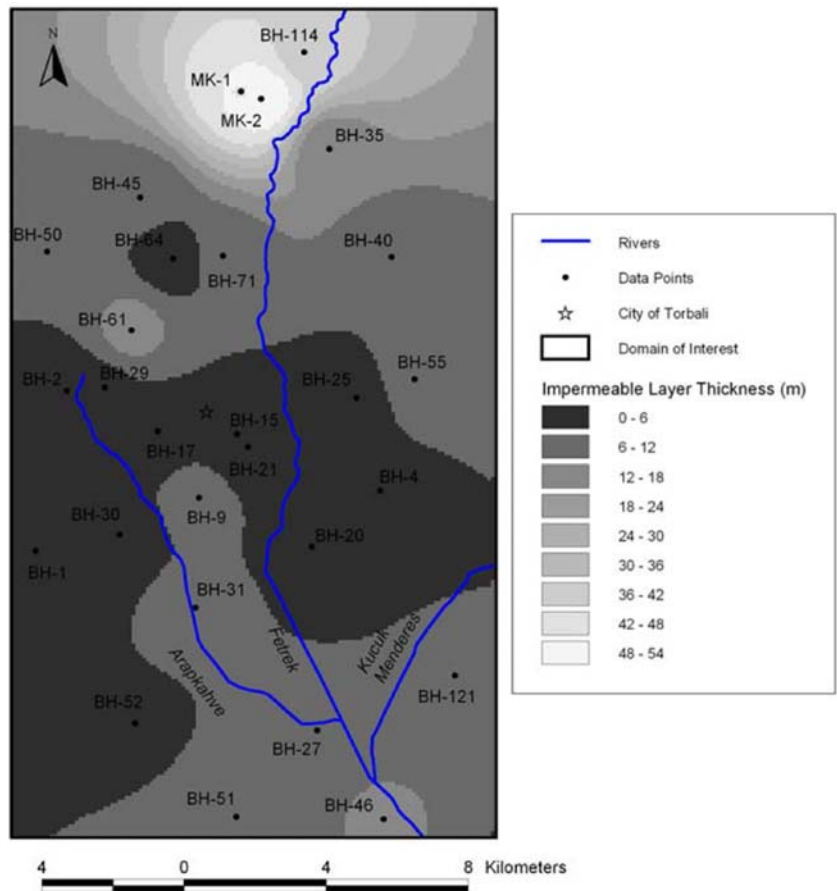 N
BH-114
MK-1
MK-2
BH-35
BH-45
BH-50
BH-64
BH-71
BH-40
BH-61
BH-2
BH-29
BH-25
BH-55
BH-15
BH-17
BH-21
BH-4
BH-9
BH-30
BH-20
BH-1
BH-31
Arapkahve
Fetrek
Kucuk
Menderes
BH-121
BH-52
BH-27
BH-51
BH-46
Rivers
Data Points
City of Torbali
Domain of Interest
Impermeable Layer Thickness (m)
0 - 6
6 - 12
12 - 18
18 - 24
24 - 30
30 - 36
36 - 42
42 - 48
48 - 54
4 0 4 8 Kilometers